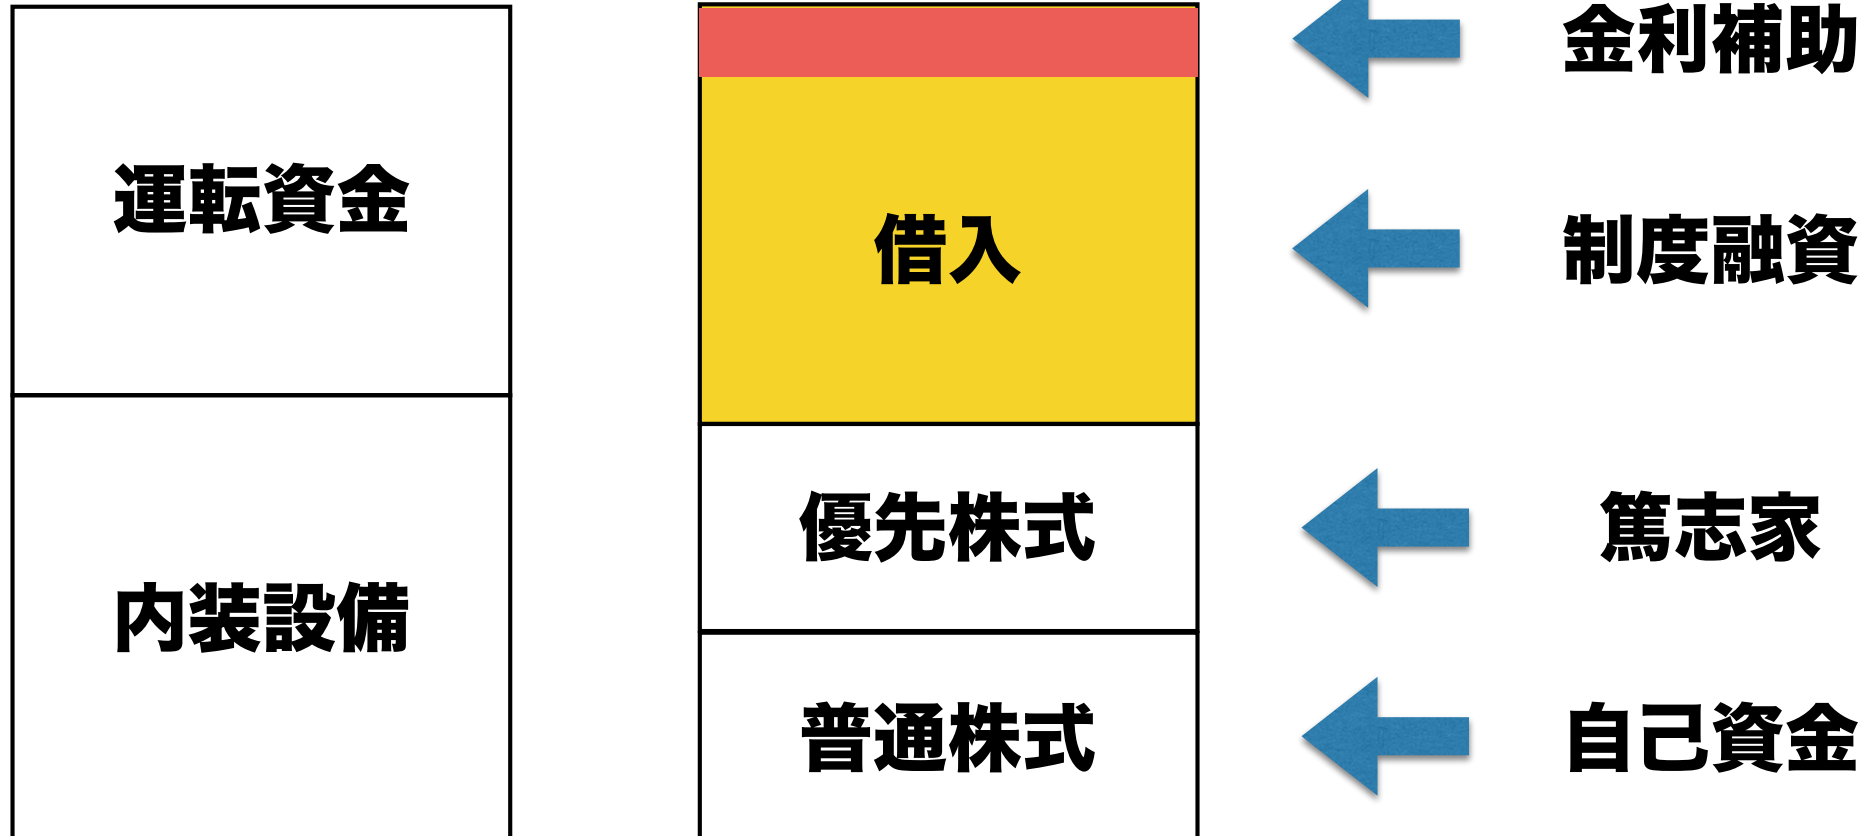 運転資金
内装設備
借入
優先株式
普通株式
金利補助
制度融資
篤志家
自己資金